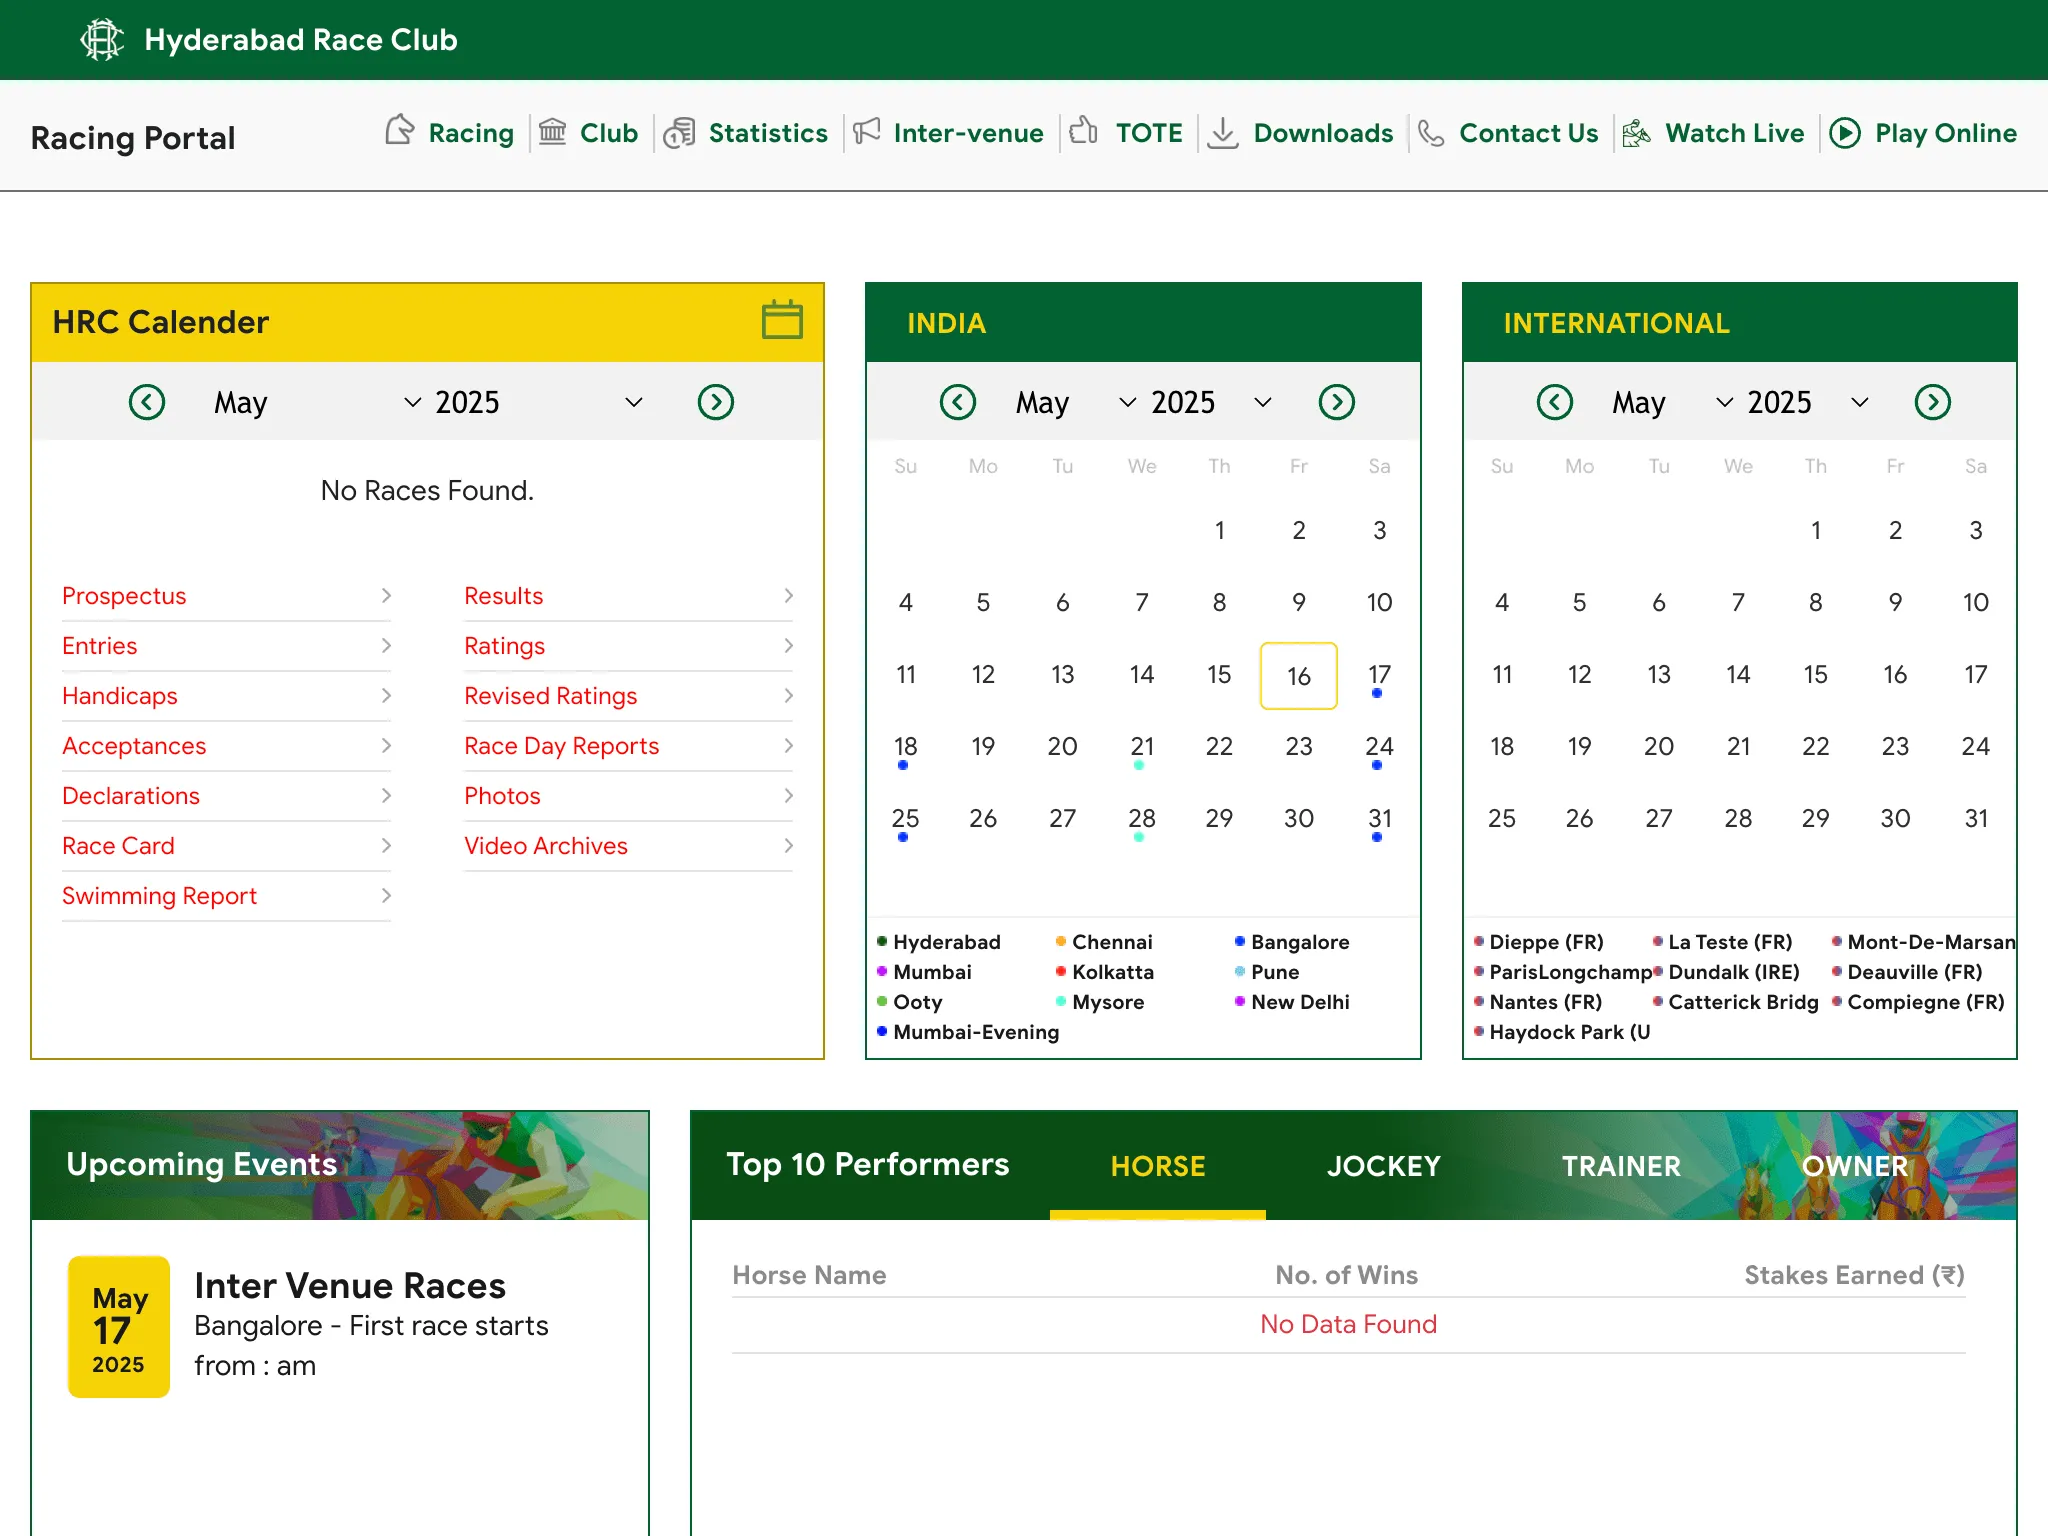 Hyderabad Race Club
Racing Portal
Racing
Club
Statistics
Inter-venue
TOTE
Downloads
Contact Us
Watch Live
Play Online
HRC Calender
May 2025
No Races Found.
Prospectus
Entries
Handicaps
Acceptances
Declarations
Race Card
Swimming Report
Results
Ratings
Revised Ratings
Race Day Reports
Photos
Video Archives
INDIA
May 2025
Su Mo Tu We Th Fr Sa
1 2 3
4 5 6 7 8 9 10
11 12 13 14 15 16 17
18 19 20 21 22 23 24
25 26 27 28 29 30 31
Hyderabad Chennai Bangalore
Mumbai Kolkatta Pune
Ooty Mysore New Delhi
Mumbai-Evening
INTERNATIONAL
May 2025
Su Mo Tu We Th Fr Sa
1 2 3
4 5 6 7 8 9 10
11 12 13 14 15 16 17
18 19 20 21 22 23 24
25 26 27 28 29 30 31
Dieppe (FR) La Teste (FR) Mont-De-Marsan
ParisLongchamp Dundalk (IRE) Deauville (FR)
Nantes (FR) Catterick Bridg Compiegne (FR)
Haydock Park (U
Upcoming Events
May
17
2025
Inter Venue Races
Bangalore - First race starts
from : am
Top 10 Performers
HORSE
JOCKEY
TRAINER
OWNER
Horse Name No. of Wins Stakes Earned (₹)
No Data Found